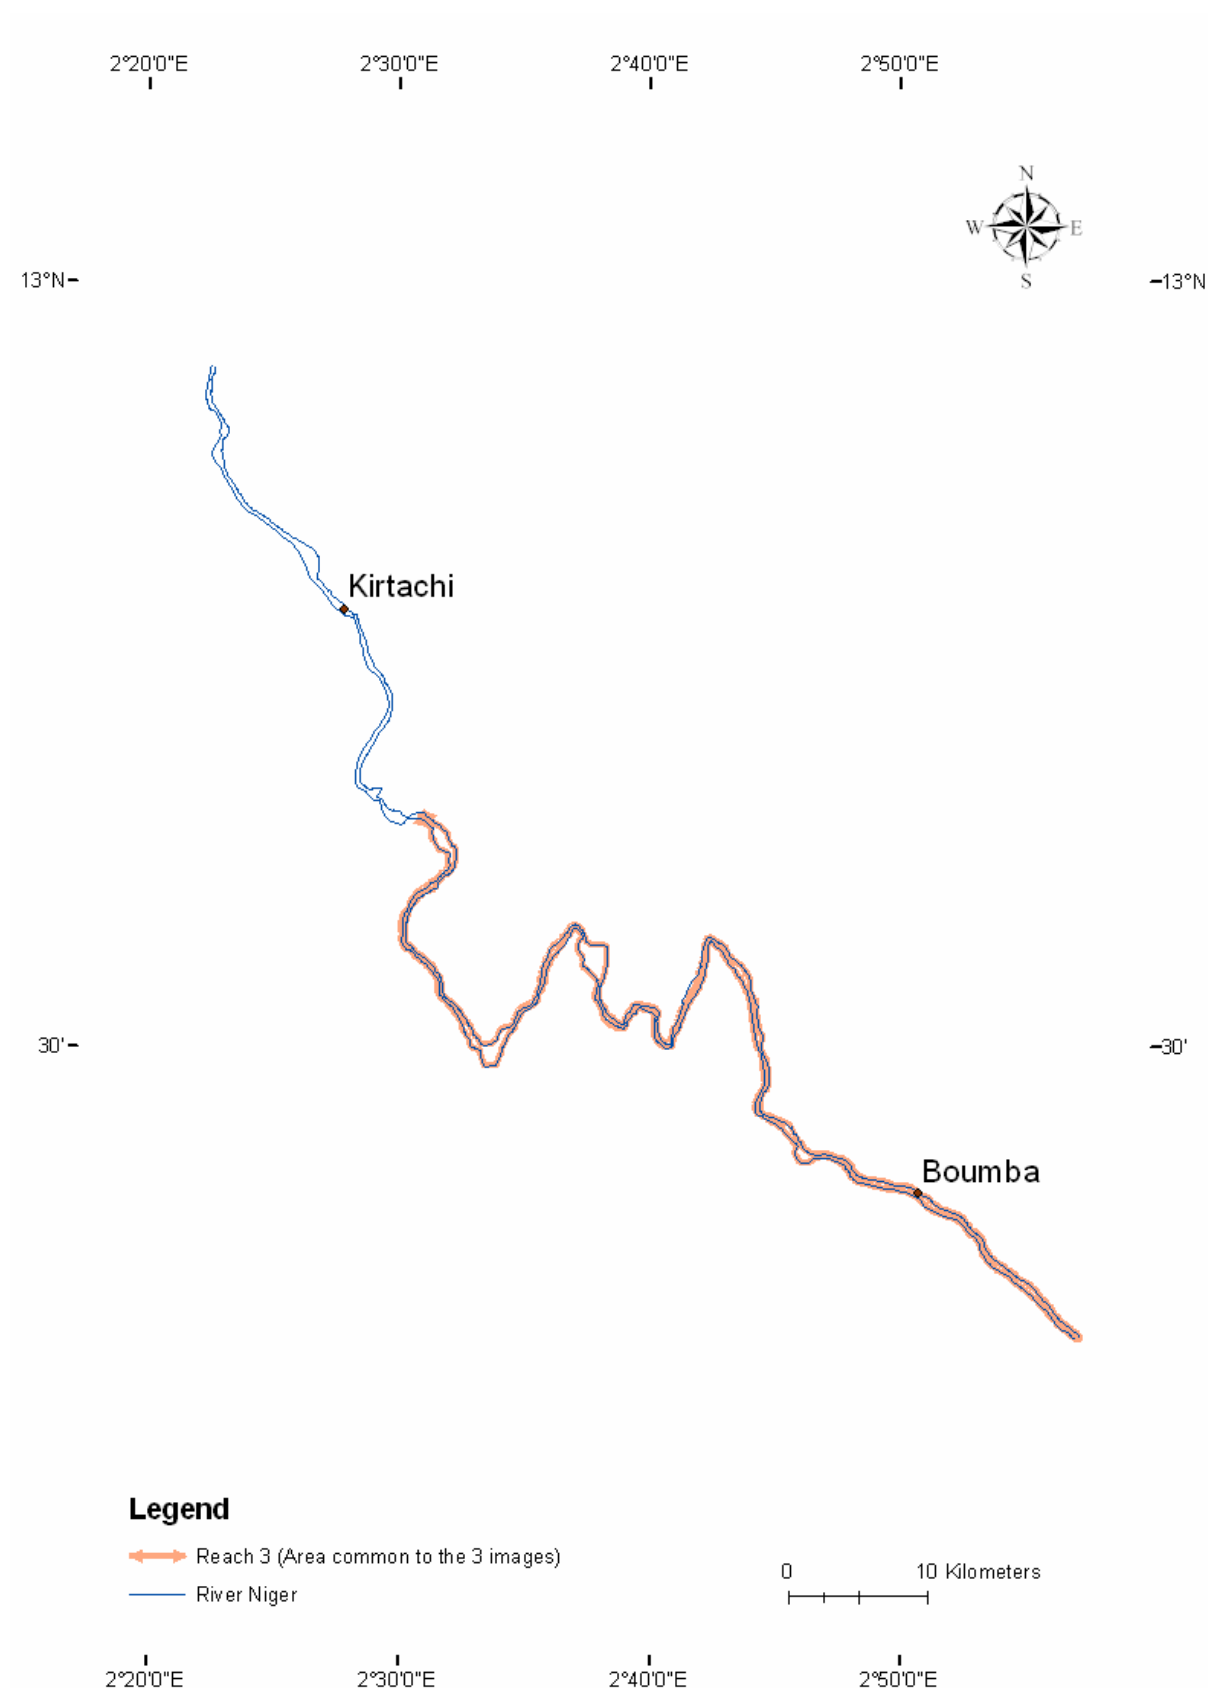 2°20'0"E 2°30'0"E 2°40'0"E 2°50'0"E
N
W E
S
13°N 13°N
Kirtachi
30' 30'
Boumba
Legend
Reach 3 (Area common to the 3 images)
River Niger
0 10 Kilometers
2°20'0"E 2°30'0"E 2°40'0"E 2°50'0"E